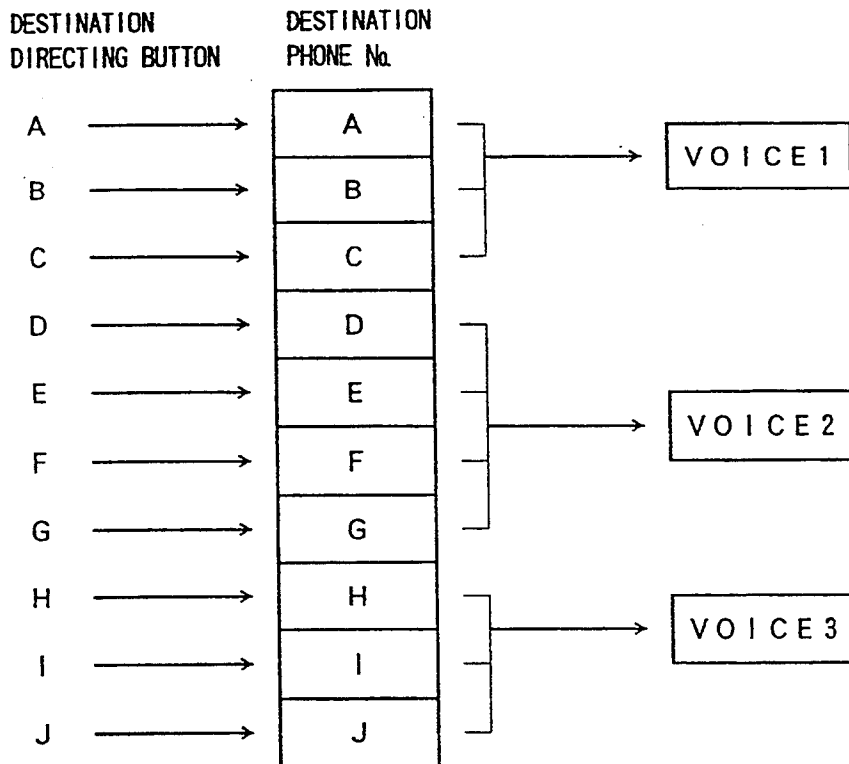 DESTINATION DIRECTING BUTTON
DESTINATION PHONE No.
A A VOICE1
B B
C C
D D
E E VOICE2
F F
G G
H H VOICE3
I I
J J